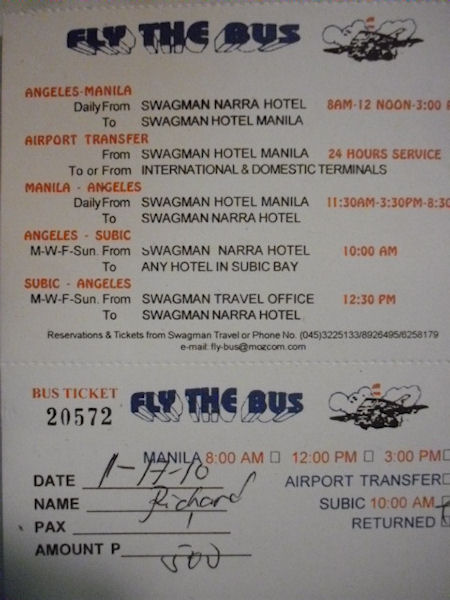 FLY THE BUS
ANGELES-MANILA
Daily From SWAGMAN NARRA HOTEL 8AM-12 NOON-3:00 P
To SWAGMAN HOTEL MANILA
AIRPORT TRANSFER
From SWAGMAN HOTEL MANILA 24 HOURS SERVICE
To or From INTERNATIONAL & DOMESTIC TERMINALS
MANILA - ANGELES
Daily From SWAGMAN HOTEL MANILA 11:30AM-3:30PM-8:30
To SWAGMAN NARRA HOTEL
ANGELES - SUBIC
M-W-F-Sun. From SWAGMAN NARRA HOTEL 10:00 AM
To ANY HOTEL IN SUBIC BAY
SUBIC - ANGELES
M-W-F-Sun. From SWAGMAN TRAVEL OFFICE 12:30 PM
To SWAGMAN NARRA HOTEL
Reservations & Tickets from Swagman Travel or Phone No. (045)3225133/8926495/6258179
e-mail: fly-bus@mozcom.com
BUS TICKET FLY THE BUS
20572
MANILA 8:00 AM 12:00 PM 3:00 PM
DATE 11-17-10 AIRPORT TRANSFER
NAME Richard SUBIC 10:00 AM
PAX 1 RETURNED
AMOUNT P 500